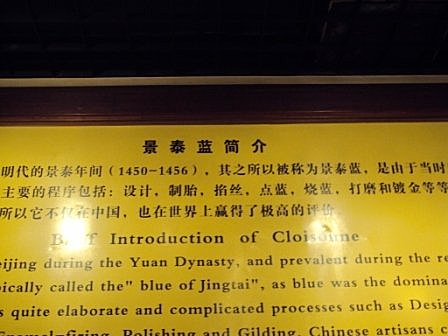 景泰蓝简介
明代的景泰年间（1450-1456），其之所以被称为景泰蓝，是由于当时
主要的程序包括：设计，制胎，掐丝，点蓝，烧蓝，打磨和镀金等等
所以它不仅在中国，也在世界上赢得了极高的评价。
Brief Introduction of Cloisonne
eijing during the Yuan Dynasty, and prevalent during the re
pically called the" blue of Jingtai", as blue was the domina
s quite elaborate and complicated processes such as Desig
Enamel-firing, Polishing and Gilding. Chinese artisans